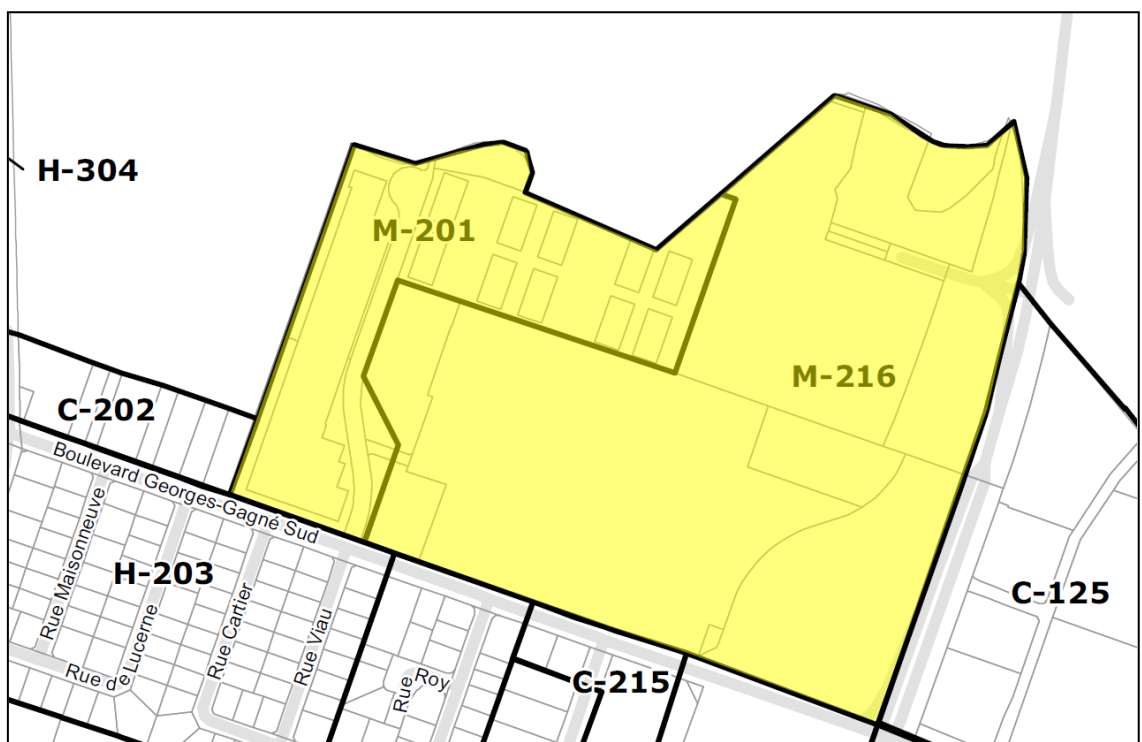 H-304
M-201
M-216
C-202
Boulevard Georges-Gagné Sud
H-203
C-125
Rue Maisonneuve
Rue de Lucerne
Rue Cartier
Rue Viau
Rue Roy
C-215